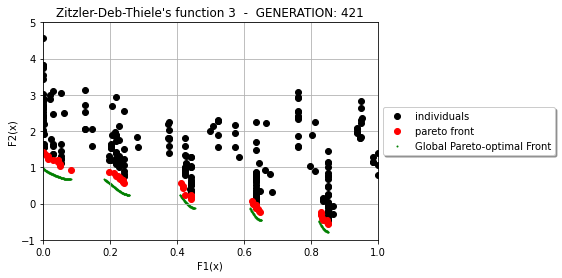 Zitzler-Deb-Thiele's function 3 - GENERATION: 421
5
4
3
2
1
0
−1
F2(x)
0.0 0.2 0.4 0.6 0.8 1.0
F1(x)
individuals
pareto front
Global Pareto-optimal Front